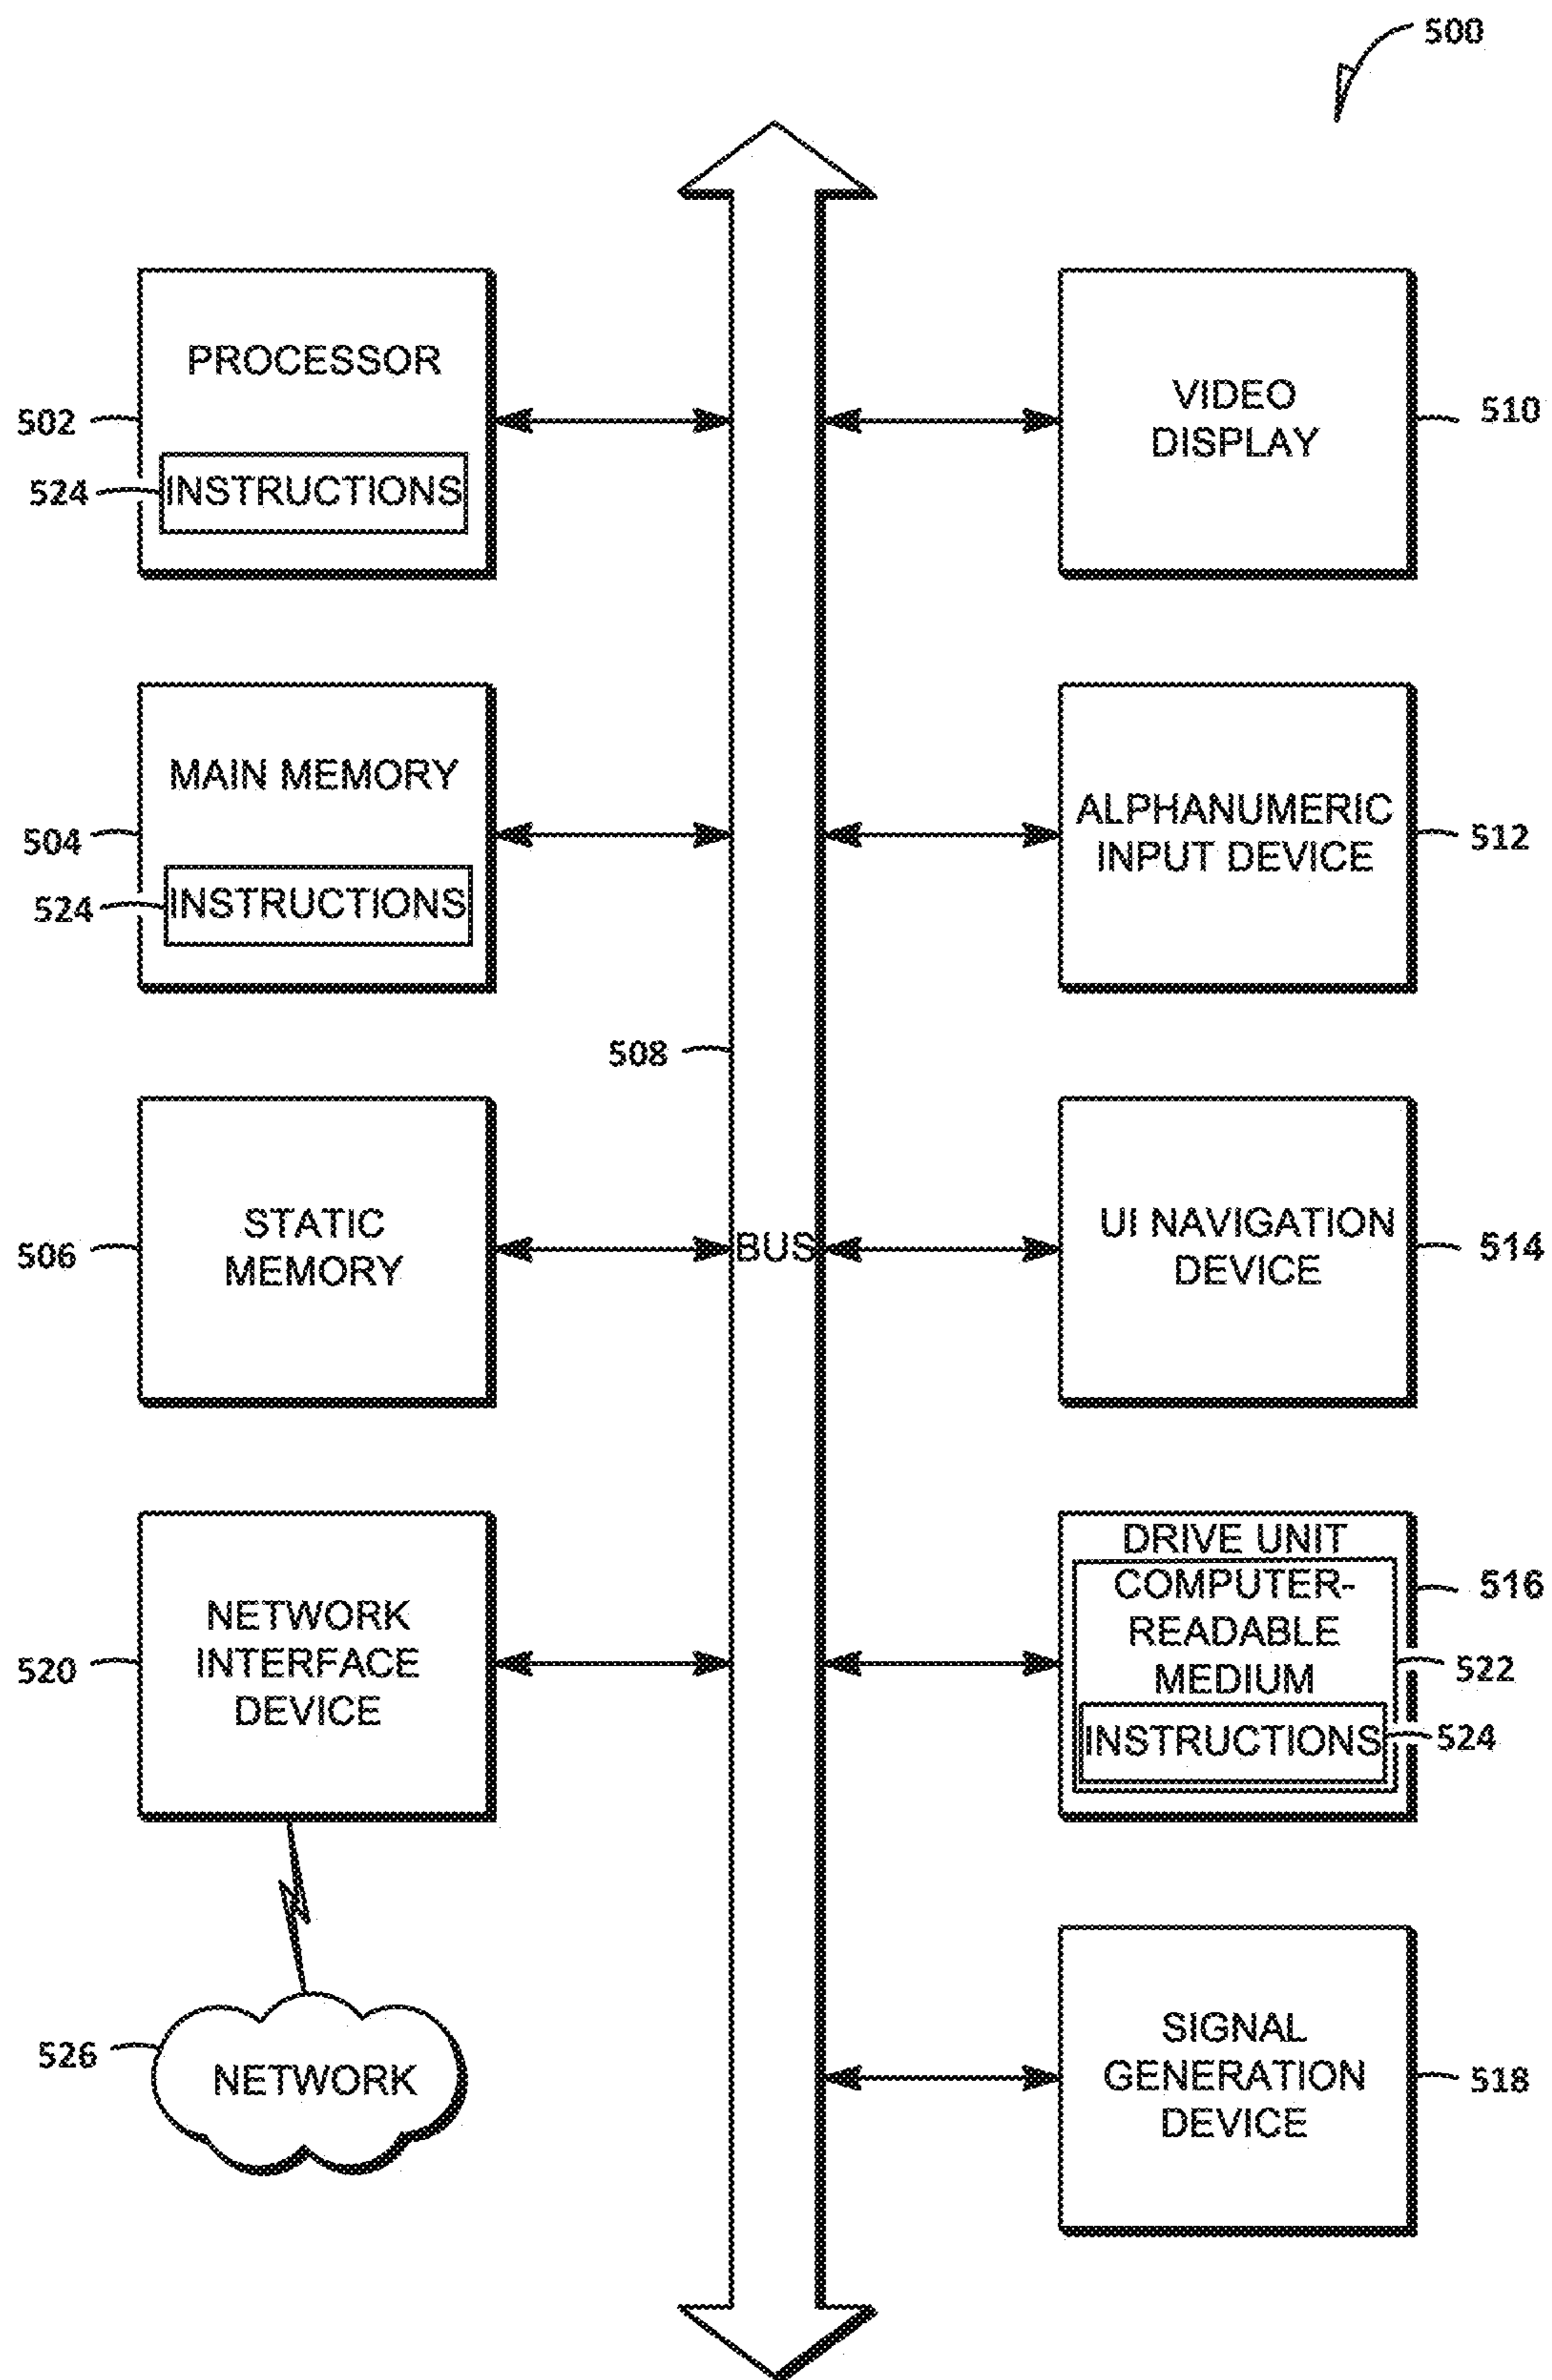 500
PROCESSOR
502
524
INSTRUCTIONS
VIDEO
DISPLAY
510
MAIN MEMORY
504
524
INSTRUCTIONS
ALPHANUMERIC
INPUT DEVICE
512
508
BUS
STATIC
MEMORY
506
UI NAVIGATION
DEVICE
514
NETWORK
INTERFACE
DEVICE
520
DRIVE UNIT
COMPUTER-
READABLE
MEDIUM
516
522
INSTRUCTIONS
524
526
NETWORK
SIGNAL
GENERATION
DEVICE
518